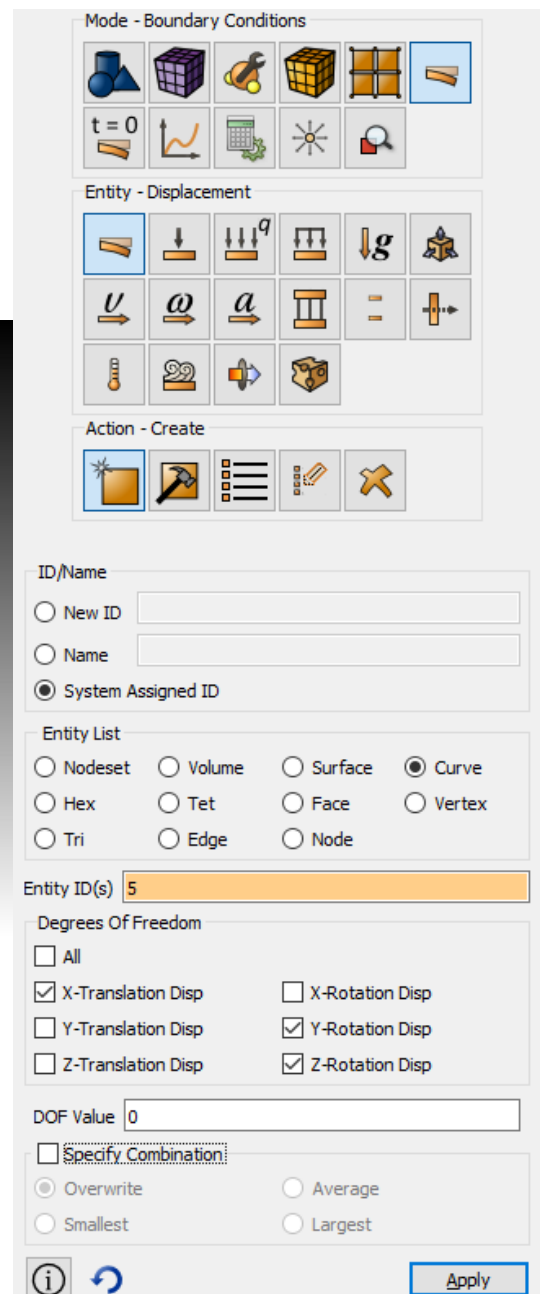 Mode - Boundary Conditions
t = 0
Entity - Displacement
q
g
v
ω
a
Action - Create
ID/Name
New ID
Name
System Assigned ID
Entity List
Nodeset Volume Surface Curve
Hex Tet Face Vertex
Tri Edge Node
Entity ID(s) 5
Degrees Of Freedom
All
X-Translation Disp X-Rotation Disp
Y-Translation Disp Y-Rotation Disp
Z-Translation Disp Z-Rotation Disp
DOF Value 0
Specify Combination
Overwrite Average
Smallest Largest
i Apply